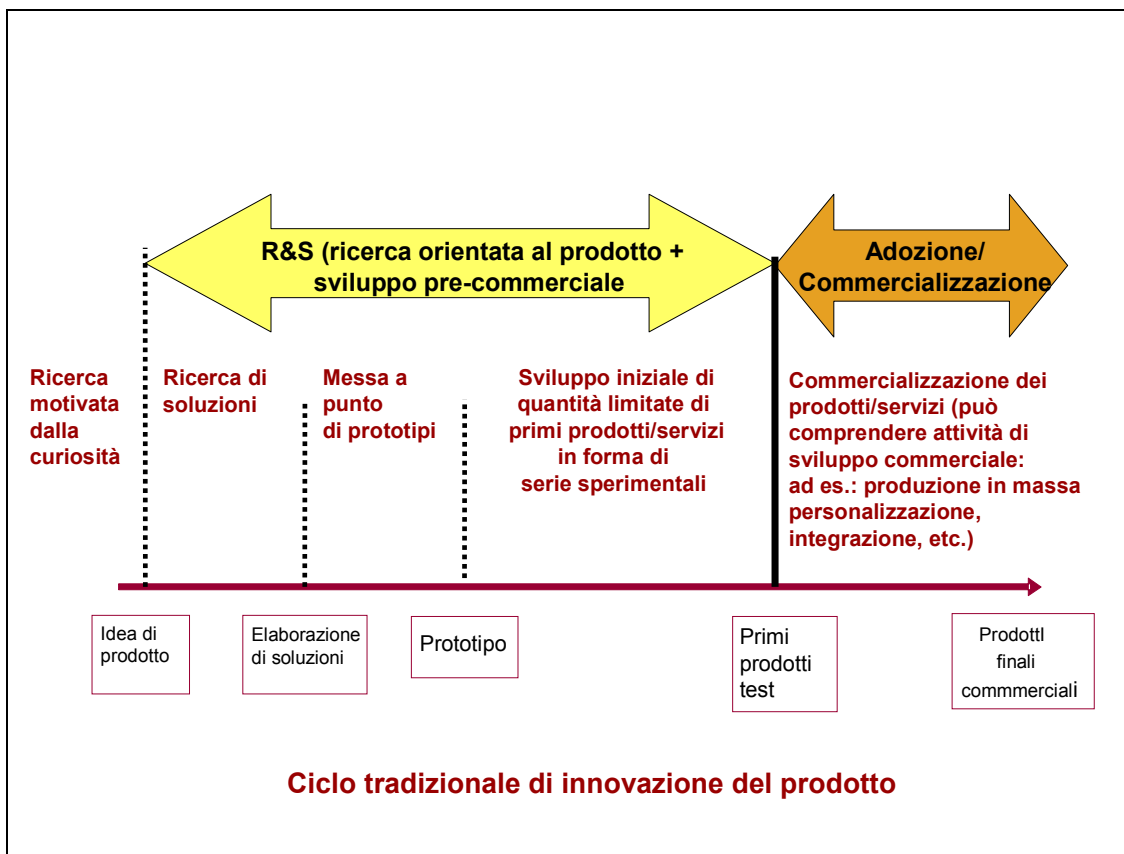 R&S (ricerca orientata al prodotto +
sviluppo pre-commerciale
Adozione/
Commercializzazione
Ricerca
motivata
dalla
curiosità
Ricerca di
soluzioni
Messa a
punto
di prototipi
Sviluppo iniziale di
quantità limitate di
primi prodotti/servizi
in forma di
serie sperimentali
Commercializzazione dei
prodotti/servizi (può
comprendere attività di
sviluppo commerciale:
ad es.: produzione in massa
personalizzazione,
integrazione, etc.)
Idea di
prodotto
Elaborazione
di soluzioni
Prototipo
Primi
prodotti
test
ProdottI
finali
commmerciali
Ciclo tradizionale di innovazione del prodotto